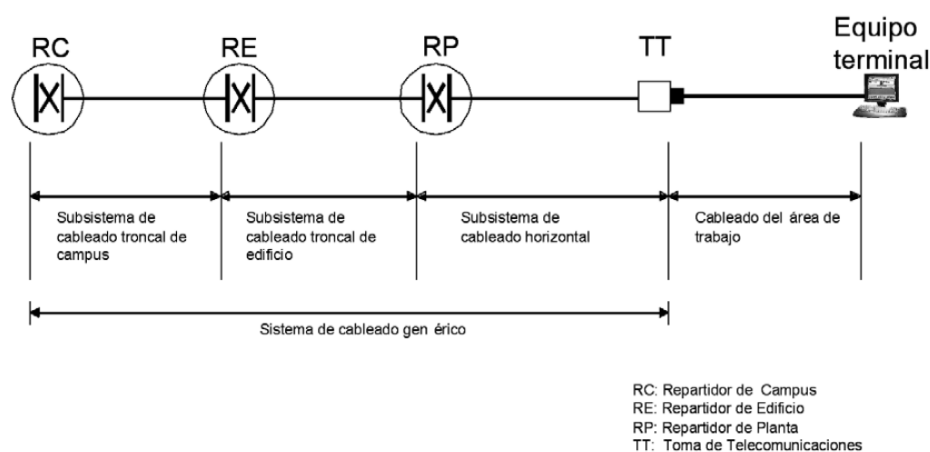 RC
RE
RP
TT
Equipo
terminal
Subsistema de
cableado troncal de
campus
Subsistema de
cableado troncal de
edificio
Subsistema de
cableado horizontal
Cableado del área de
trabajo
Sistema de cableado gen érico
RC: Repartidor de Campus
RE: Repartidor de Edificio
RP: Repartidor de Planta
TT: Toma de Telecomunicaciones